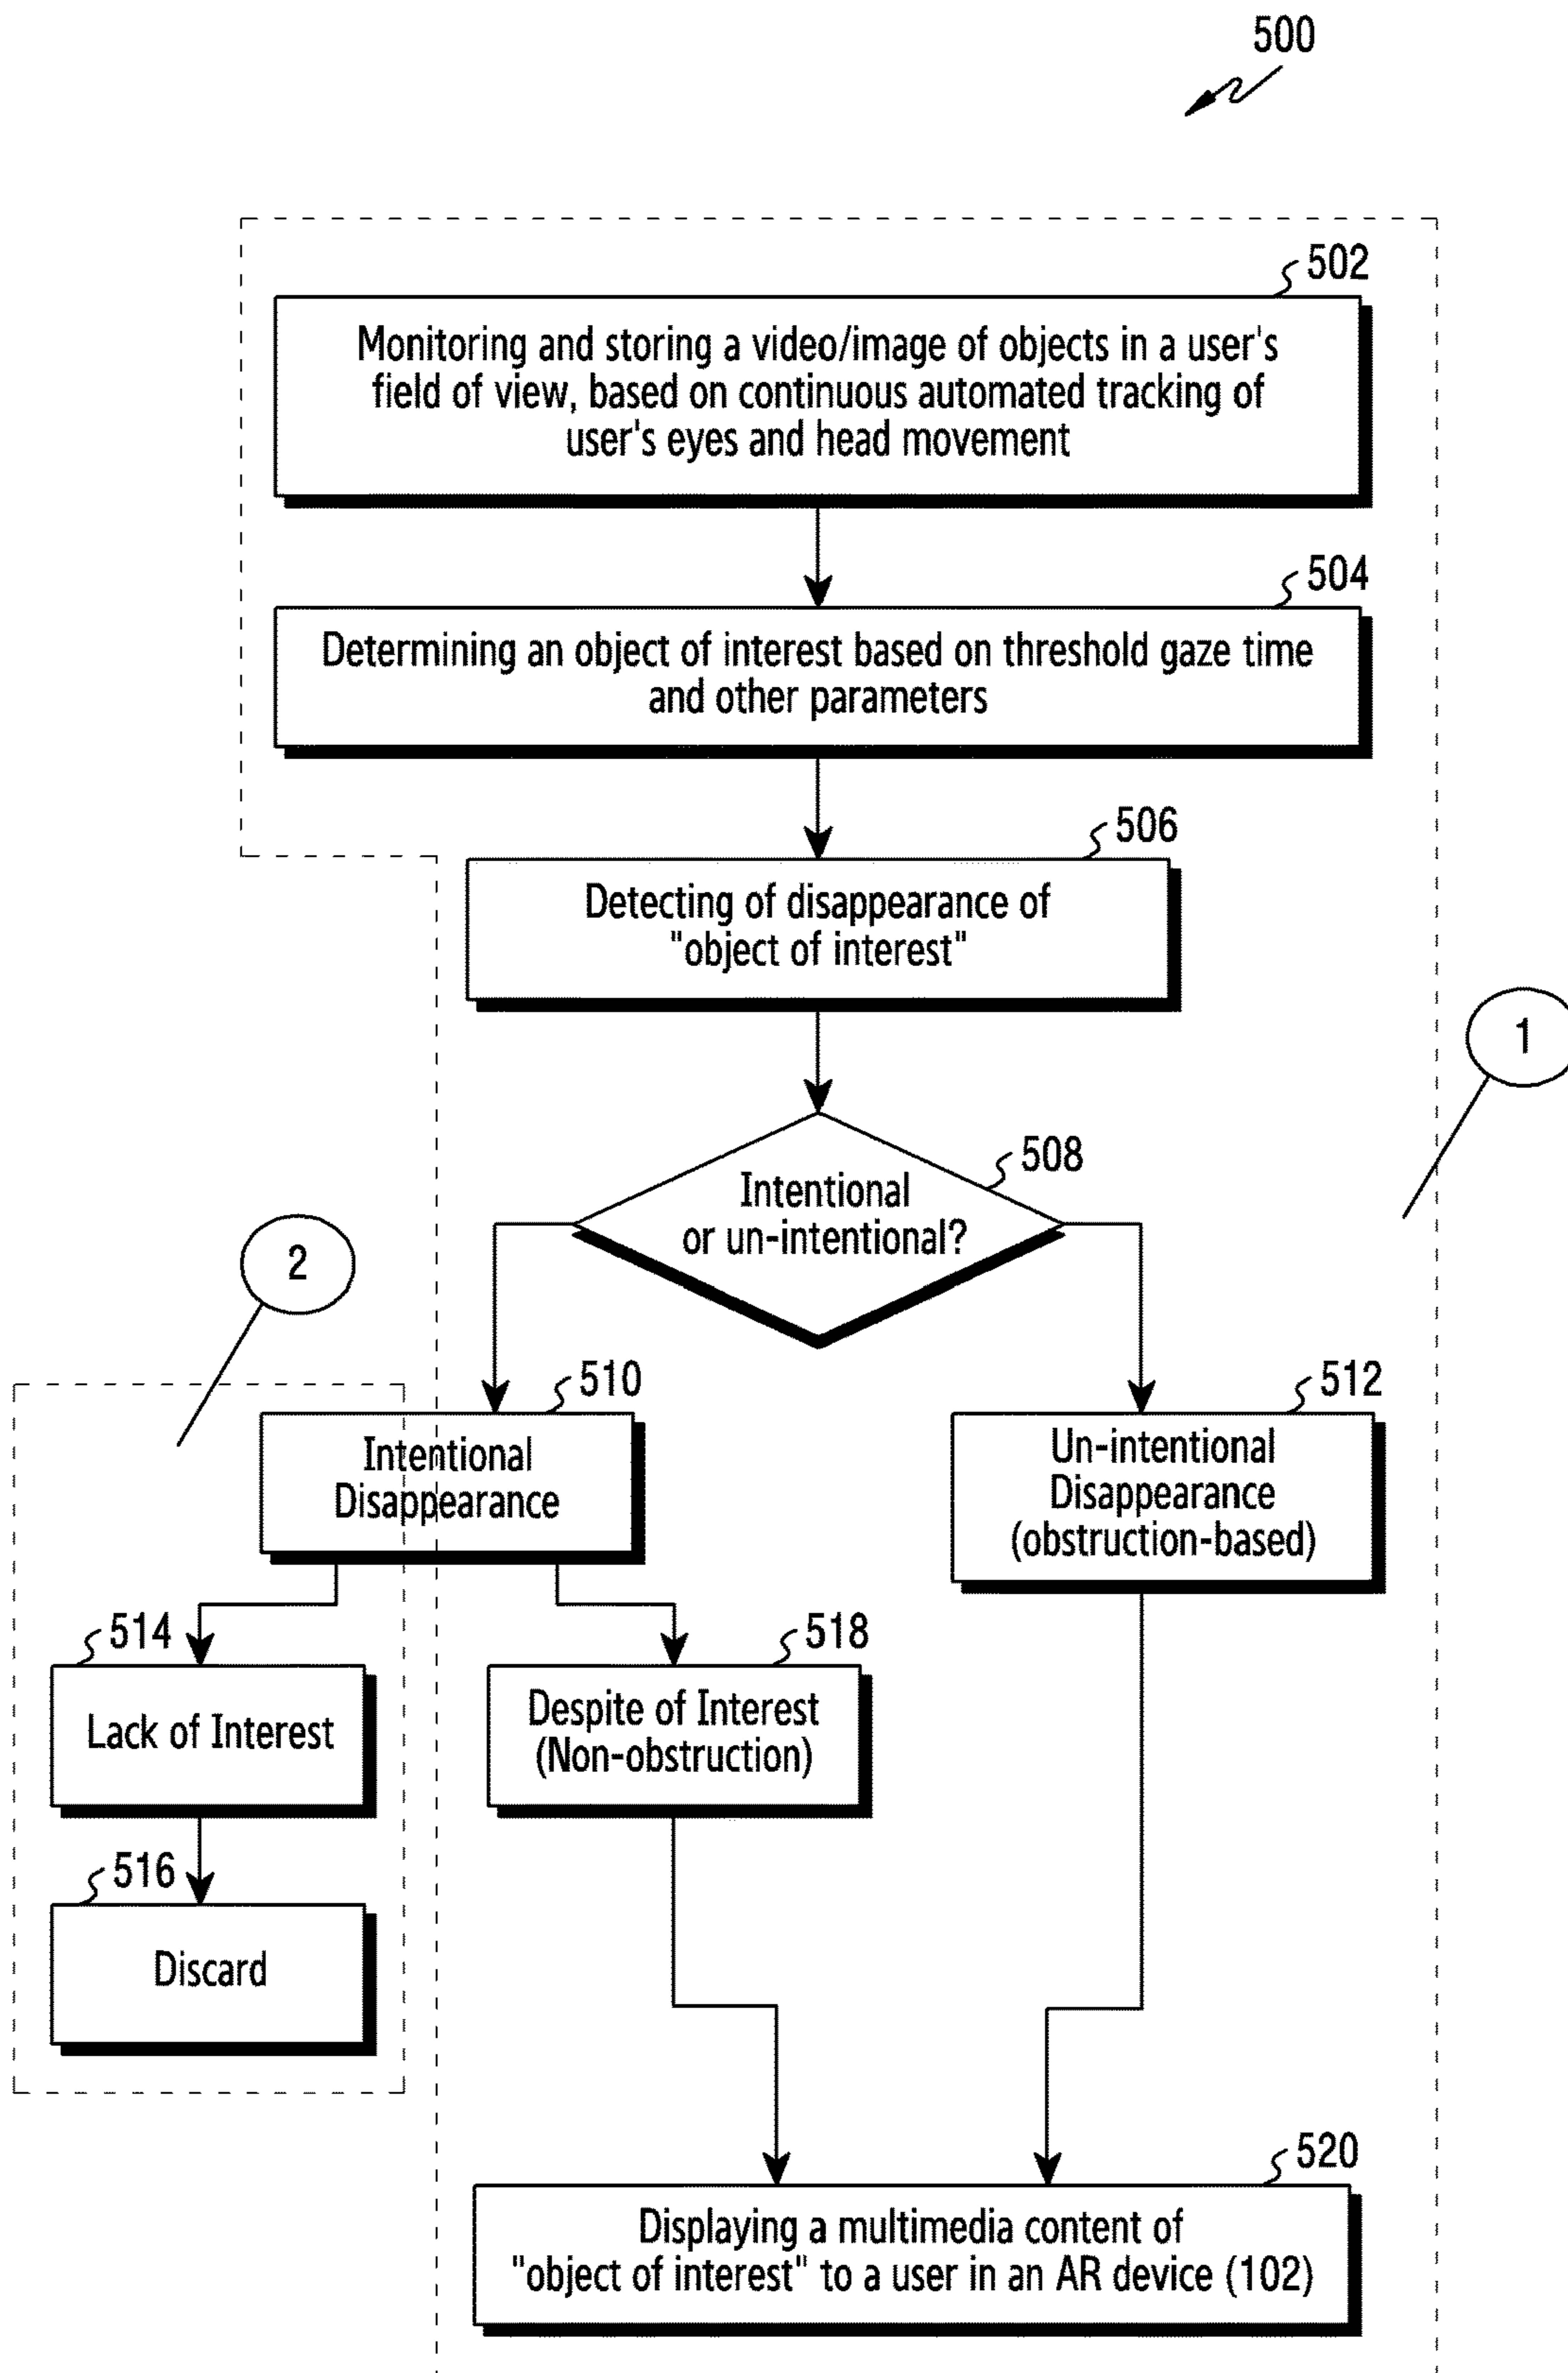 500
502
Monitoring and storing a video/image of objects in a user's
field of view, based on continuous automated tracking of
user's eyes and head movement
504
Determining an object of interest based on threshold gaze time
and other parameters
506
Detecting of disappearance of
"object of interest"
1
508
Intentional
or un-intentional?
2
510
Intentional
Disappearance
512
Un-intentional
Disappearance
(obstruction-based)
514
Lack of Interest
518
Despite of Interest
(Non-obstruction)
516
Discard
520
Displaying a multimedia content of
"object of interest" to a user in an AR device (102)